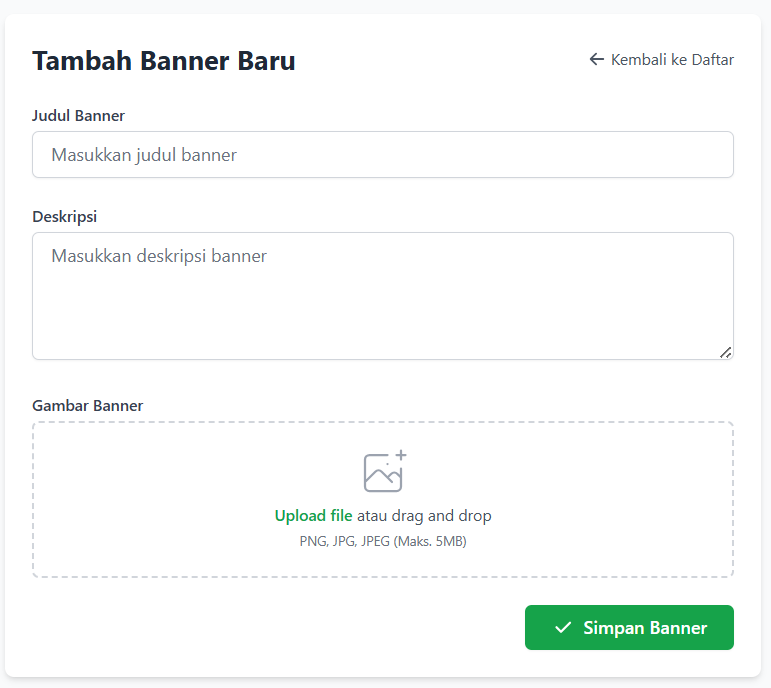 Tambah Banner Baru
← Kembali ke Daftar
Judul Banner
Masukkan judul banner
Deskripsi
Masukkan deskripsi banner
Gambar Banner
Upload file atau drag and drop
PNG, JPG, JPEG (Maks. 5MB)
Simpan Banner